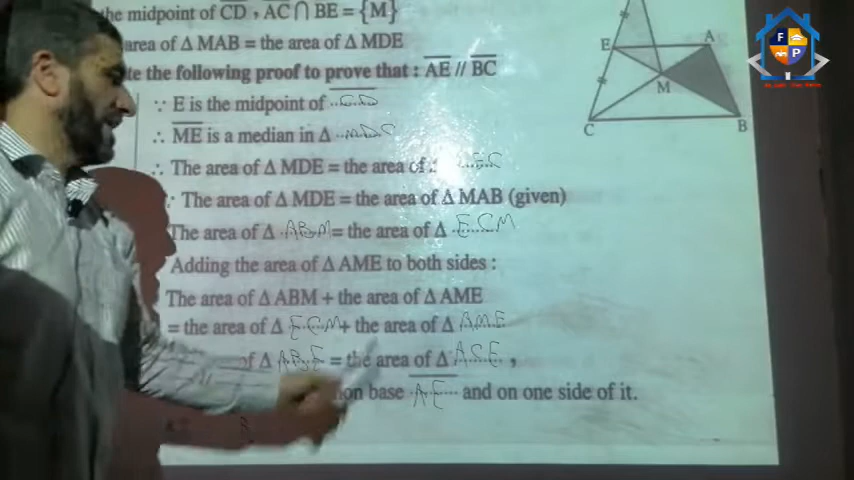 the midpoint of CD , AC ∩ BE = {M}
area of Δ MAB = the area of Δ MDE
te the following proof to prove that : AE // BC
∵ E is the midpoint of CD
∴ ME is a median in Δ MDC
∴ The area of Δ MDE = the area of
∵ The area of Δ MDE = the area of Δ MAB (given)
The area of Δ ABM = the area of Δ ECM
Adding the area of Δ AME to both sides :
The area of Δ ABM + the area of Δ AME
= the area of Δ ECM + the area of Δ AME
of Δ ABE = the area of Δ ACE ,
non base AE and on one side of it.
E
A
M
C
B
F
P